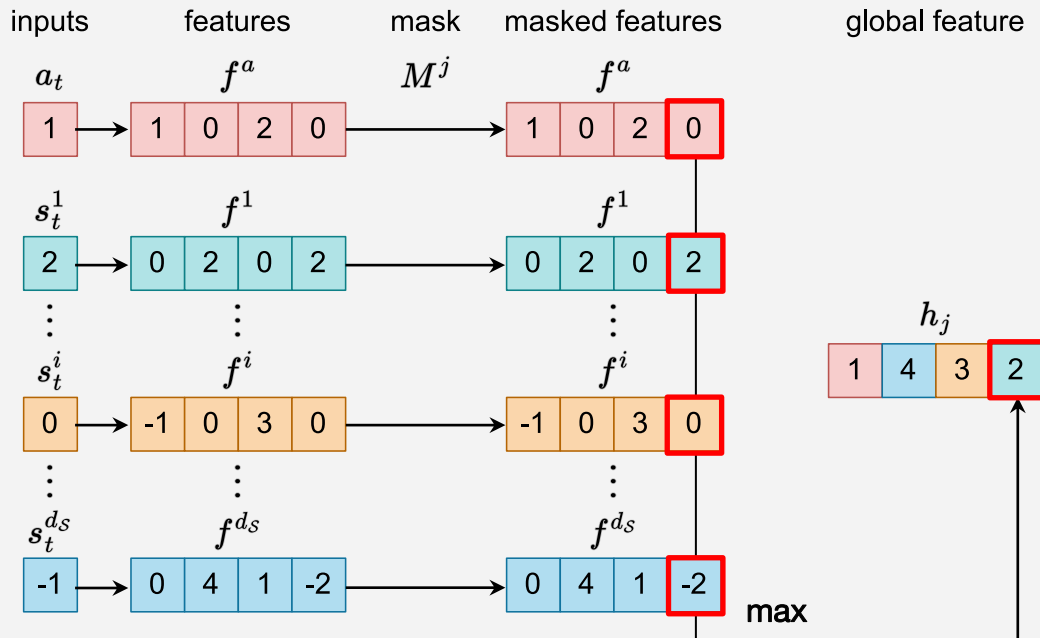 inputs features mask masked features global feature
a_t f^a M^j f^a
1 1 0 2 0 1 0 2 0
s_t^1 f^1 f^1
2 0 2 0 2 0 2 0 2
⋮ ⋮ ⋮
h_j
s_t^i f^i f^i
1 4 3 2
0 -1 0 3 0 -1 0 3 0
⋮ ⋮ ⋮
s_t^{d_S} f^{d_S} f^{d_S}
-1 0 4 1 -2 0 4 1 -2
max